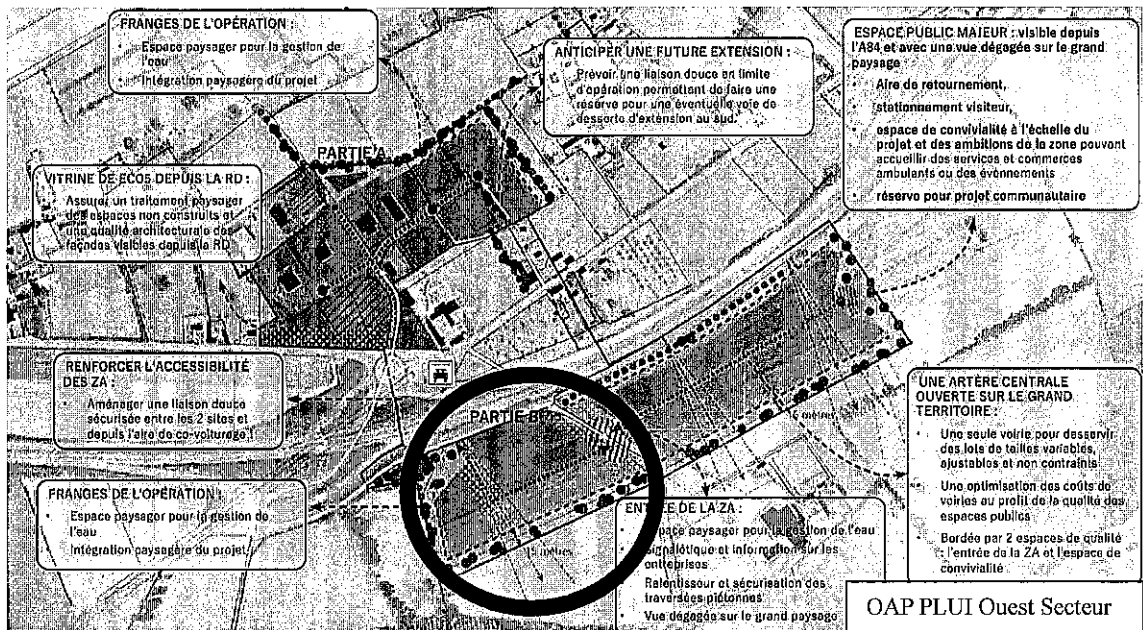 FRANGES DE L'OPÉRATION :
Espace paysager pour la gestion de
l'eau
Intégration paysagère du projet
ANTICIPER UNE FUTURE EXTENSION :
Prévoir une liaison douce en limite
d'opération permettant de faire une
réserve pour une éventuelle voie de
desserte d'extension au sud.
ESPACE PUBLIC MAJEUR : visible depuis
l'A84 et avec une vue dégagée sur le grand
paysage
Aire de retournement,
stationnement visiteur,
espace de convivialité à l'échelle du
projet et des ambitions de la zone pouvant
accueillir des services et commerces
ambulants ou des évènnements
réserve pour projet communautaire
PARTIE A
VITRINE DE ECO5 DEPUIS LA RD :
Assurer un traitement paysager
des espaces non construits et
une qualité architecturale des
façades visibles depuis la RD
RENFORCER L'ACCESSIBILITÉ
DES ZA :
Aménager une liaison douce
sécurisée entre les 2 sites et
depuis l'aire de co-voiturage !
PARTIE B
UNE ARTÈRE CENTRALE
OUVERTE SUR LE GRAND
TERRITOIRE :
Une seule voirie pour desservir
des lots de tailles variables,
ajustables et non contraints
Une optimisation des coûts de
voiries au profit de la qualité des
espaces publics
Bordée par 2 espaces de qualité
: l'entrée de la ZA et l'espace de
convivialité
FRANGES DE L'OPÉRATION :
Espace paysager pour la gestion de
l'eau
Intégration paysagère du projet
15 mètres
mètres
ENTRÉE DE LA ZA :
Espace paysager pour la gestion de l'eau
Signalétique et information sur les
entreprises
Ralentisseur et sécurisation des
traversées piétonnes
Vue dégagée sur le grand paysage
OAP PLUI Ouest Secteur